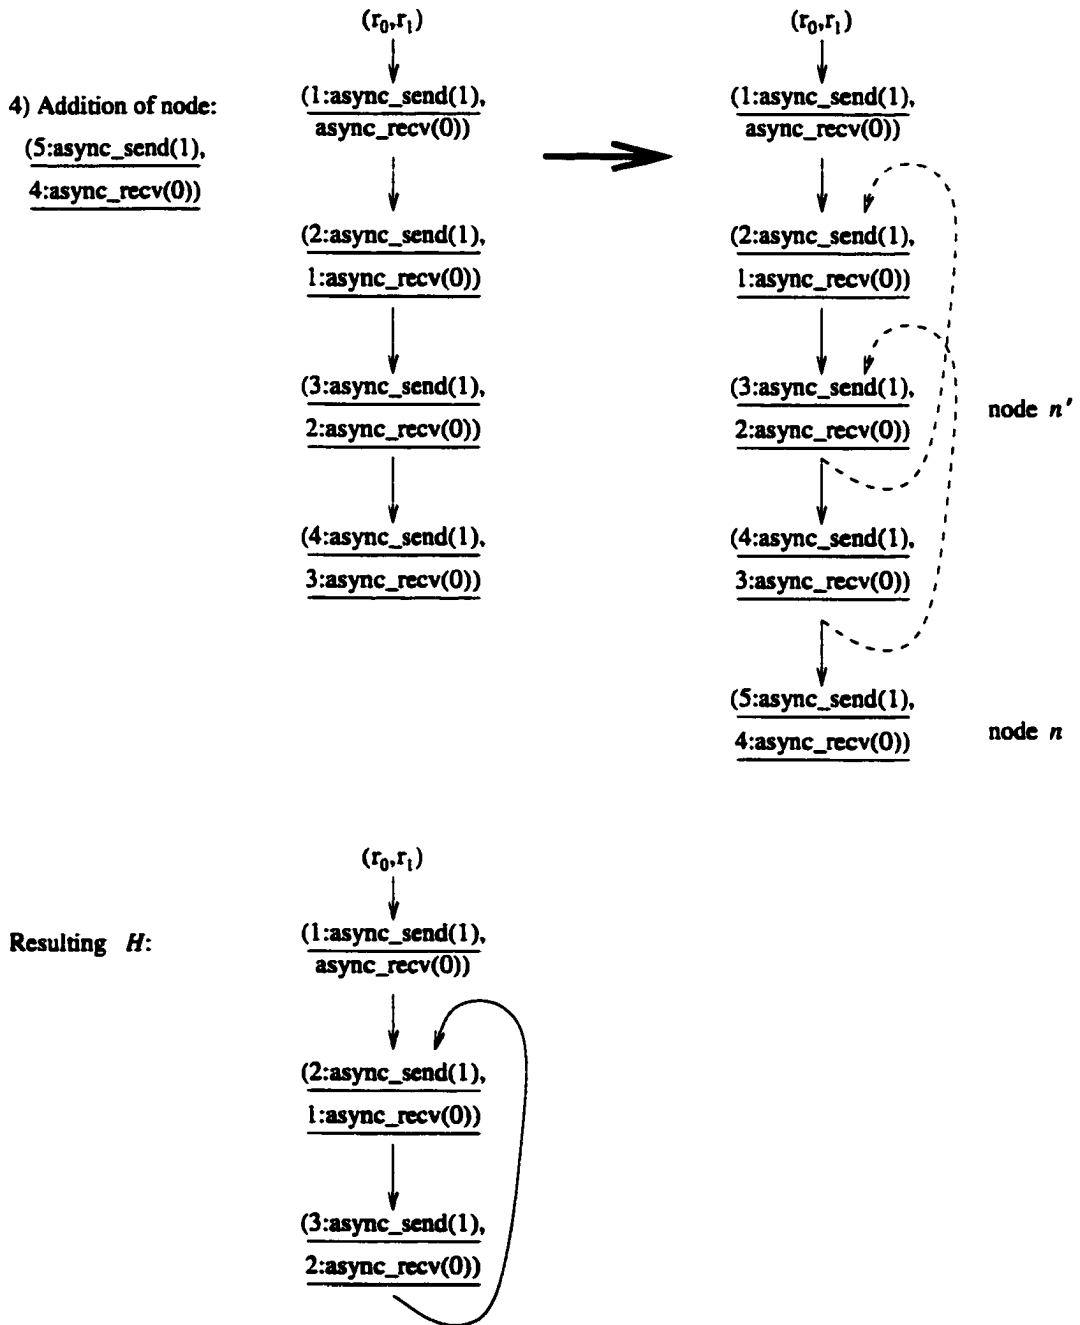 4) Addition of node:
(5:async_send(1),
4:async_recv(0))
(r₀,r₁)
(1:async_send(1),
async_recv(0))
(2:async_send(1),
1:async_recv(0))
(3:async_send(1),
2:async_recv(0))
(4:async_send(1),
3:async_recv(0))
(r₀,r₁)
(1:async_send(1),
async_recv(0))
(2:async_send(1),
1:async_recv(0))
(3:async_send(1),
2:async_recv(0))
node n'
(4:async_send(1),
3:async_recv(0))
(5:async_send(1),
4:async_recv(0))
node n
Resulting H:
(r₀,r₁)
(1:async_send(1),
async_recv(0))
(2:async_send(1),
1:async_recv(0))
(3:async_send(1),
2:async_recv(0))